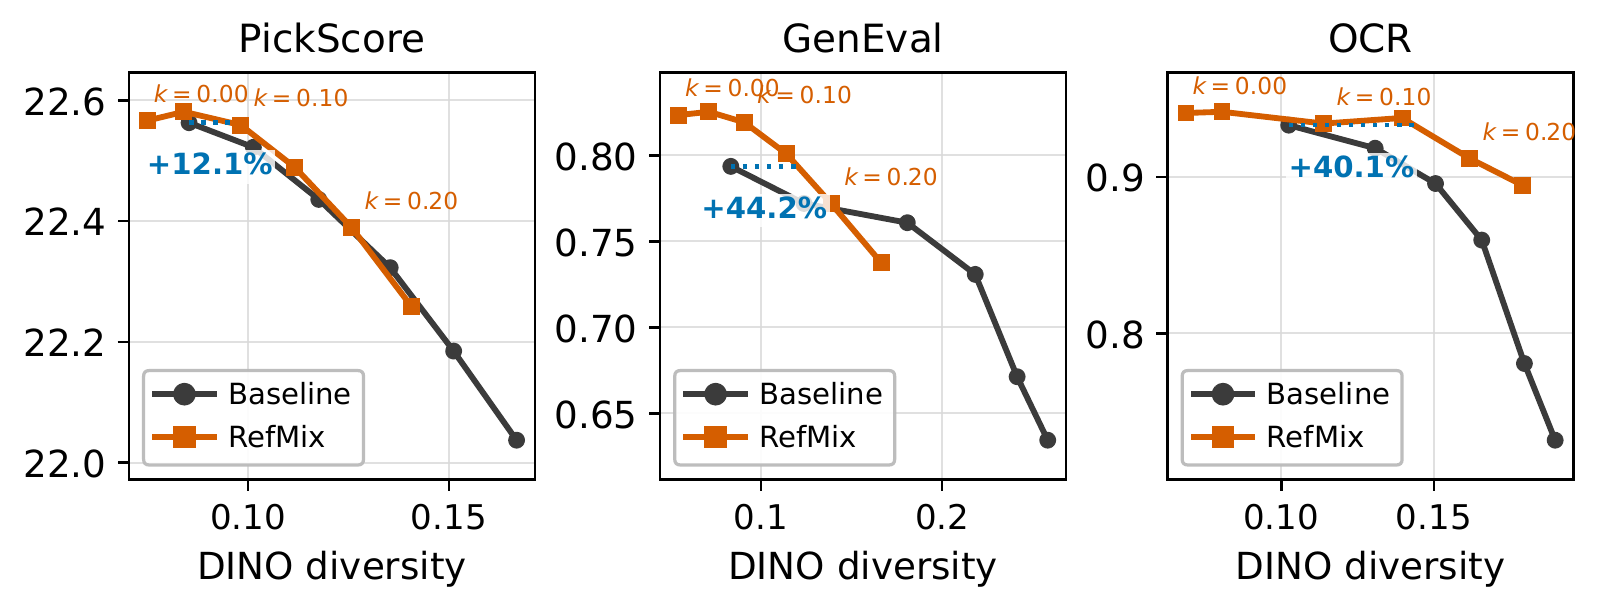 PickScore
k = 0.00
k = 0.10
k = 0.20
+12.1%
22.6
22.4
22.2
22.0
Baseline
RefMix
0.10
0.15
DINO diversity
GenEval
k = 0.00
k = 0.10
k = 0.20
+44.2%
0.80
0.75
0.70
0.65
Baseline
RefMix
0.1
0.2
DINO diversity
OCR
k = 0.00
k = 0.10
k = 0.20
+40.1%
0.9
0.8
Baseline
RefMix
0.10
0.15
DINO diversity